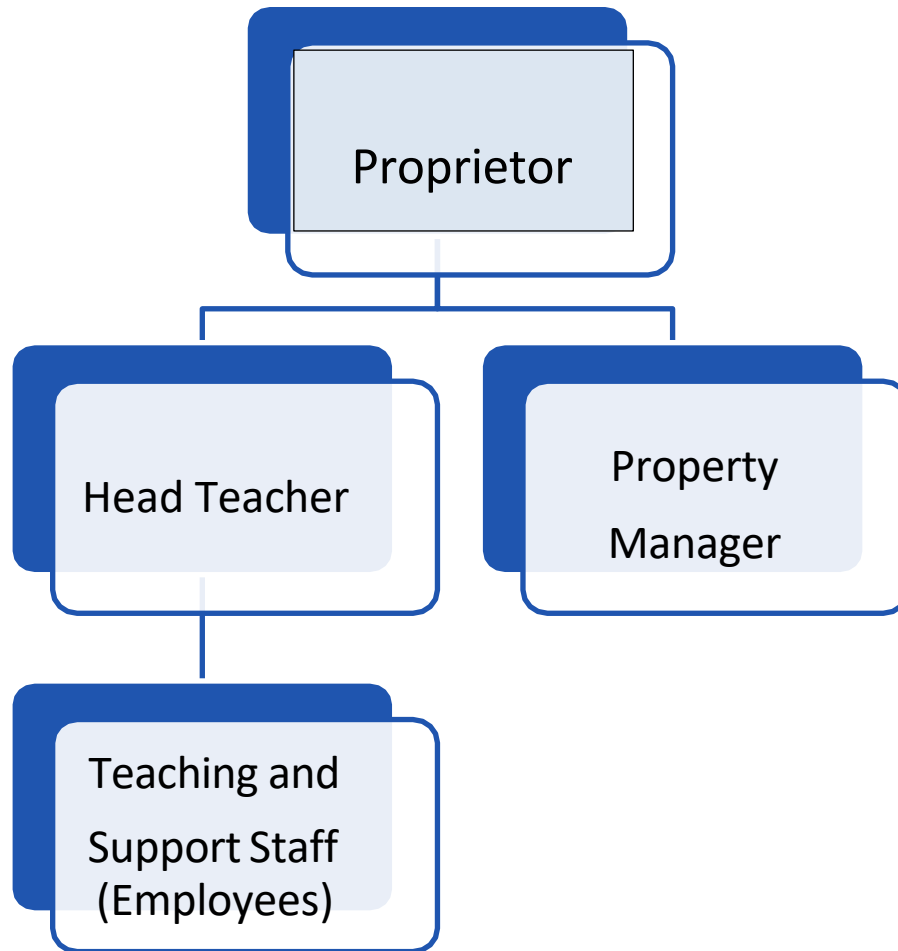 Proprietor
Head Teacher
Property
Manager
Teaching and
Support Staff
(Employees)